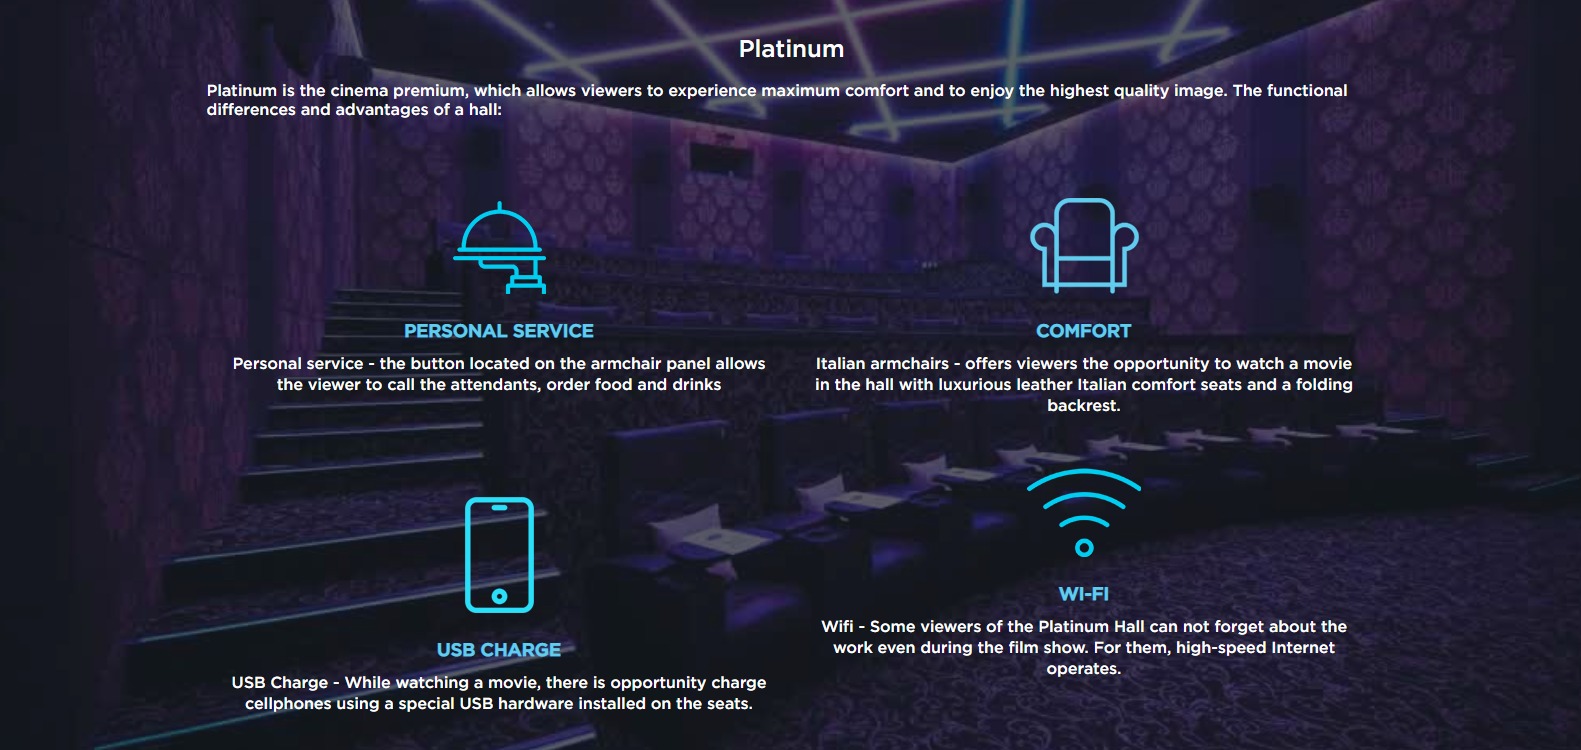 Platinum
Platinum is the cinema premium, which allows viewers to experience maximum comfort and to enjoy the highest quality image. The functional
differences and advantages of a hall:
PERSONAL SERVICE
Personal service - the button located on the armchair panel allows
the viewer to call the attendants, order food and drinks
COMFORT
Italian armchairs - offers viewers the opportunity to watch a movie
in the hall with luxurious leather Italian comfort seats and a folding
backrest.
USB CHARGE
USB Charge - While watching a movie, there is opportunity charge
cellphones using a special USB hardware installed on the seats.
WI-FI
Wifi - Some viewers of the Platinum Hall can not forget about the
work even during the film show. For them, high-speed Internet
operates.